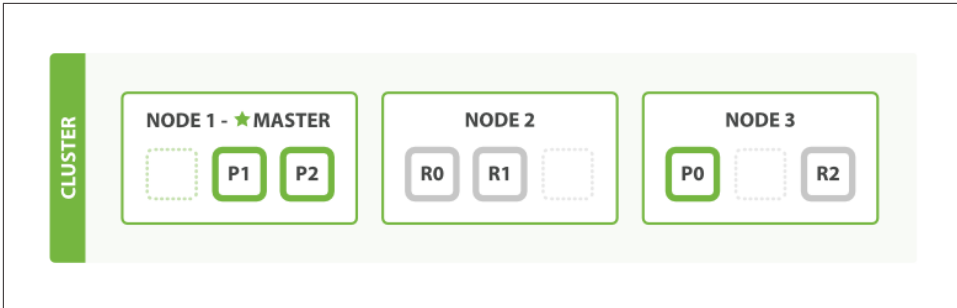 CLUSTER
NODE 1 - ★ MASTER
P1 P2
NODE 2
R0 R1
NODE 3
P0 R2